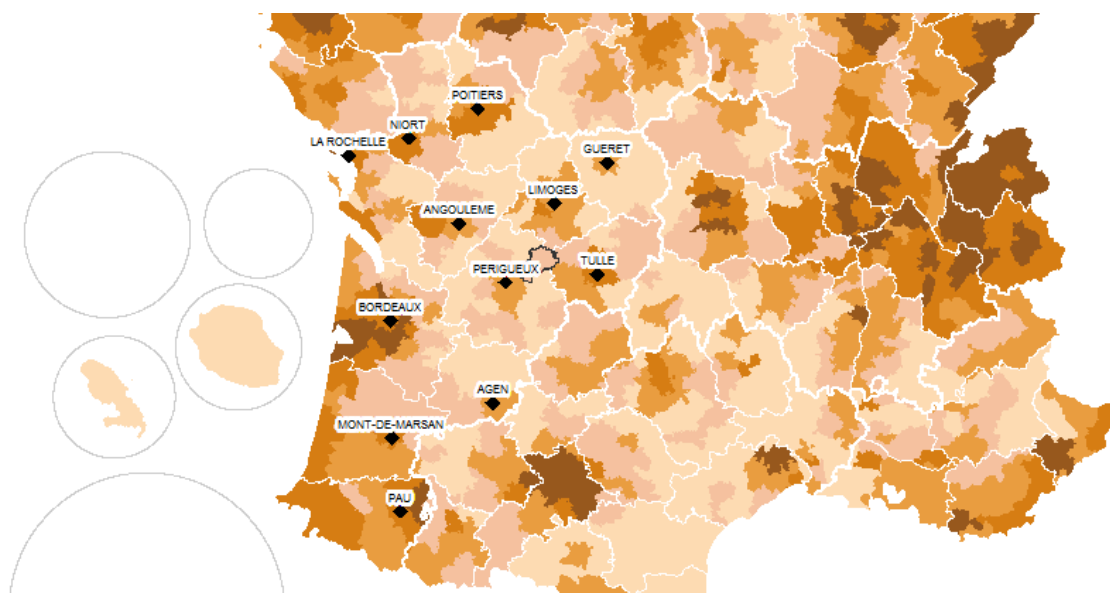 POITIERS
NIORT
LA ROCHELLE
GUERET
LIMOGES
ANGOULEME
TULLE
PERIGUEUX
BORDEAUX
AGEN
MONT-DE-MARSAN
PAU